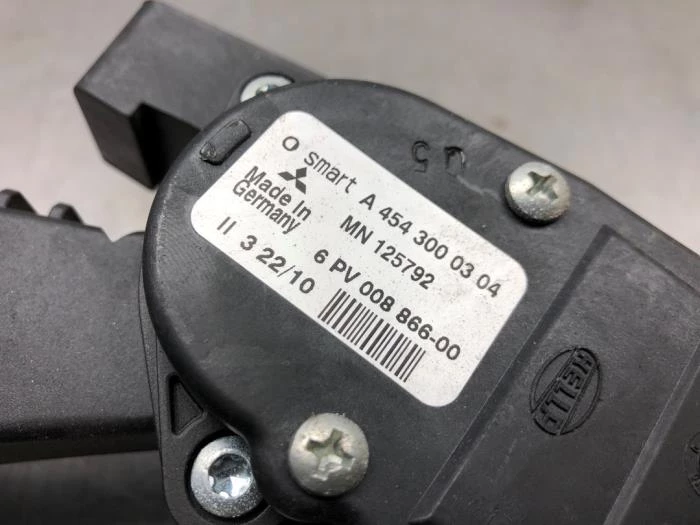 smart A 454 300 03 04
Made In Germany MN 125792
II 3 22/10 6 PV 008 866-00
HELLA